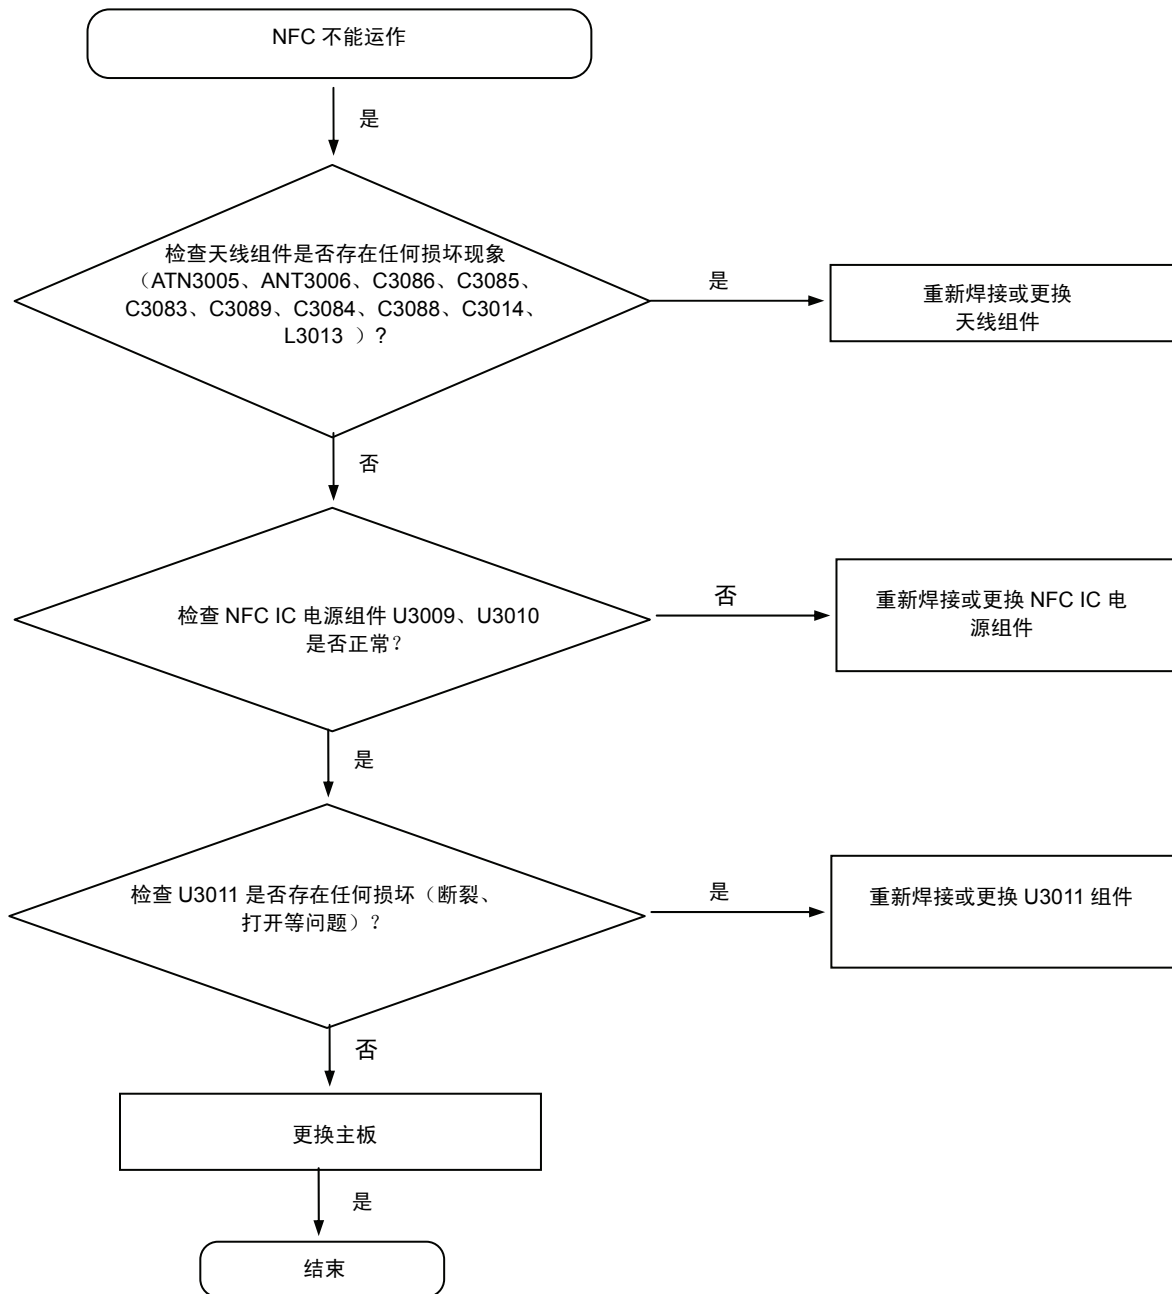 NFC 不能运作
是
检查天线组件是否存在任何损坏现象
（ATN3005、ANT3006、C3086、C3085、
C3083、C3089、C3084、C3088、C3014、
L3013 ）?
是
重新焊接或更换
天线组件
否
检查 NFC IC 电源组件 U3009、U3010
是否正常？
否
重新焊接或更换 NFC IC 电
源组件
是
检查 U3011 是否存在任何损坏（断裂、
打开等问题）？
是
重新焊接或更换 U3011 组件
否
更换主板
是
结束